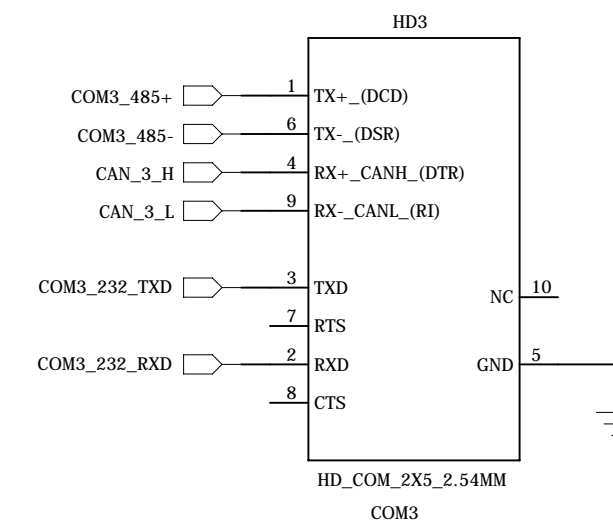 HD3
COM3_485+ 1 TX+_(DCD)
COM3_485- 6 TX-_(DSR)
CAN_3_H 4 RX+_CANH_(DTR)
CAN_3_L 9 RX-_CANL_(RI)
COM3_232_TXD 3 TXD
NC 10
7 RTS
COM3_232_RXD 2 RXD GND 5
8 CTS
HD_COM_2X5_2.54MM
COM3